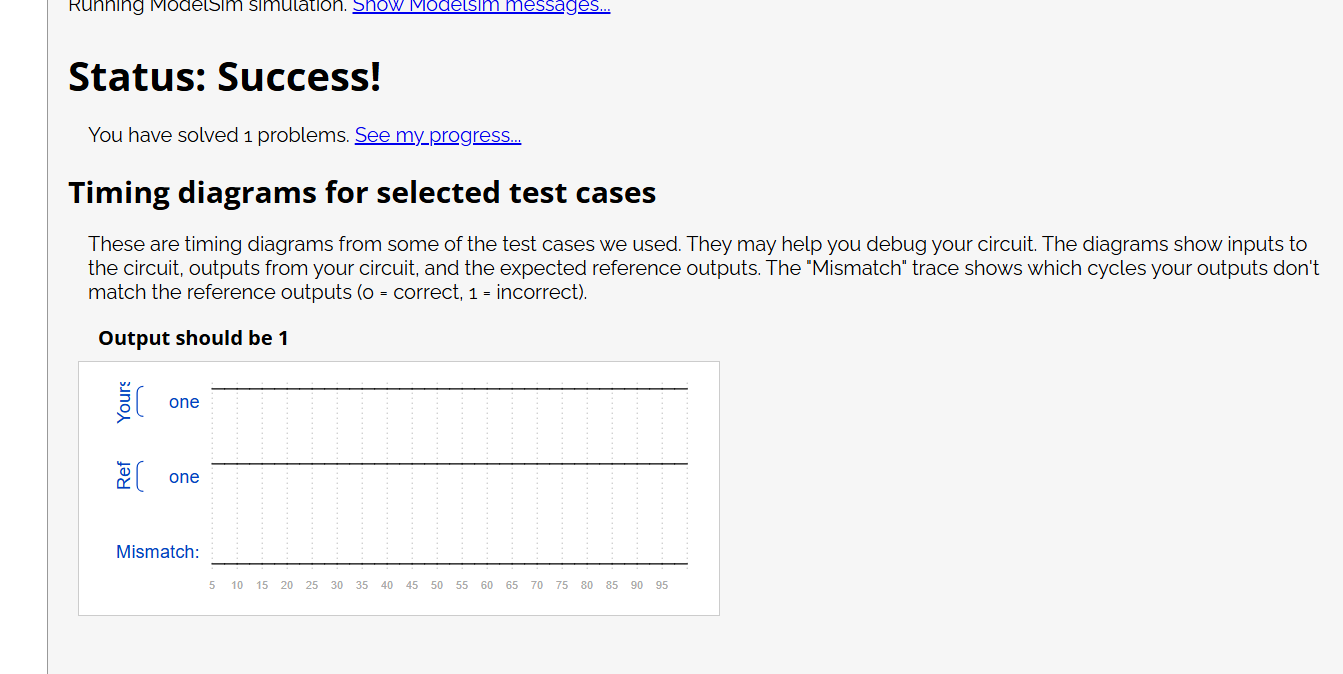 Running ModelSim simulation. Show Modelsim messages...
Status: Success!
You have solved 1 problems. See my progress...
Timing diagrams for selected test cases
These are timing diagrams from some of the test cases we used. They may help you debug your circuit. The diagrams show inputs to
the circuit, outputs from your circuit, and the expected reference outputs. The "Mismatch" trace shows which cycles your outputs don't
match the reference outputs (0 = correct, 1 = incorrect).
Output should be 1
Yours one
Ref one
Mismatch:
5 10 15 20 25 30 35 40 45 50 55 60 65 70 75 80 85 90 95